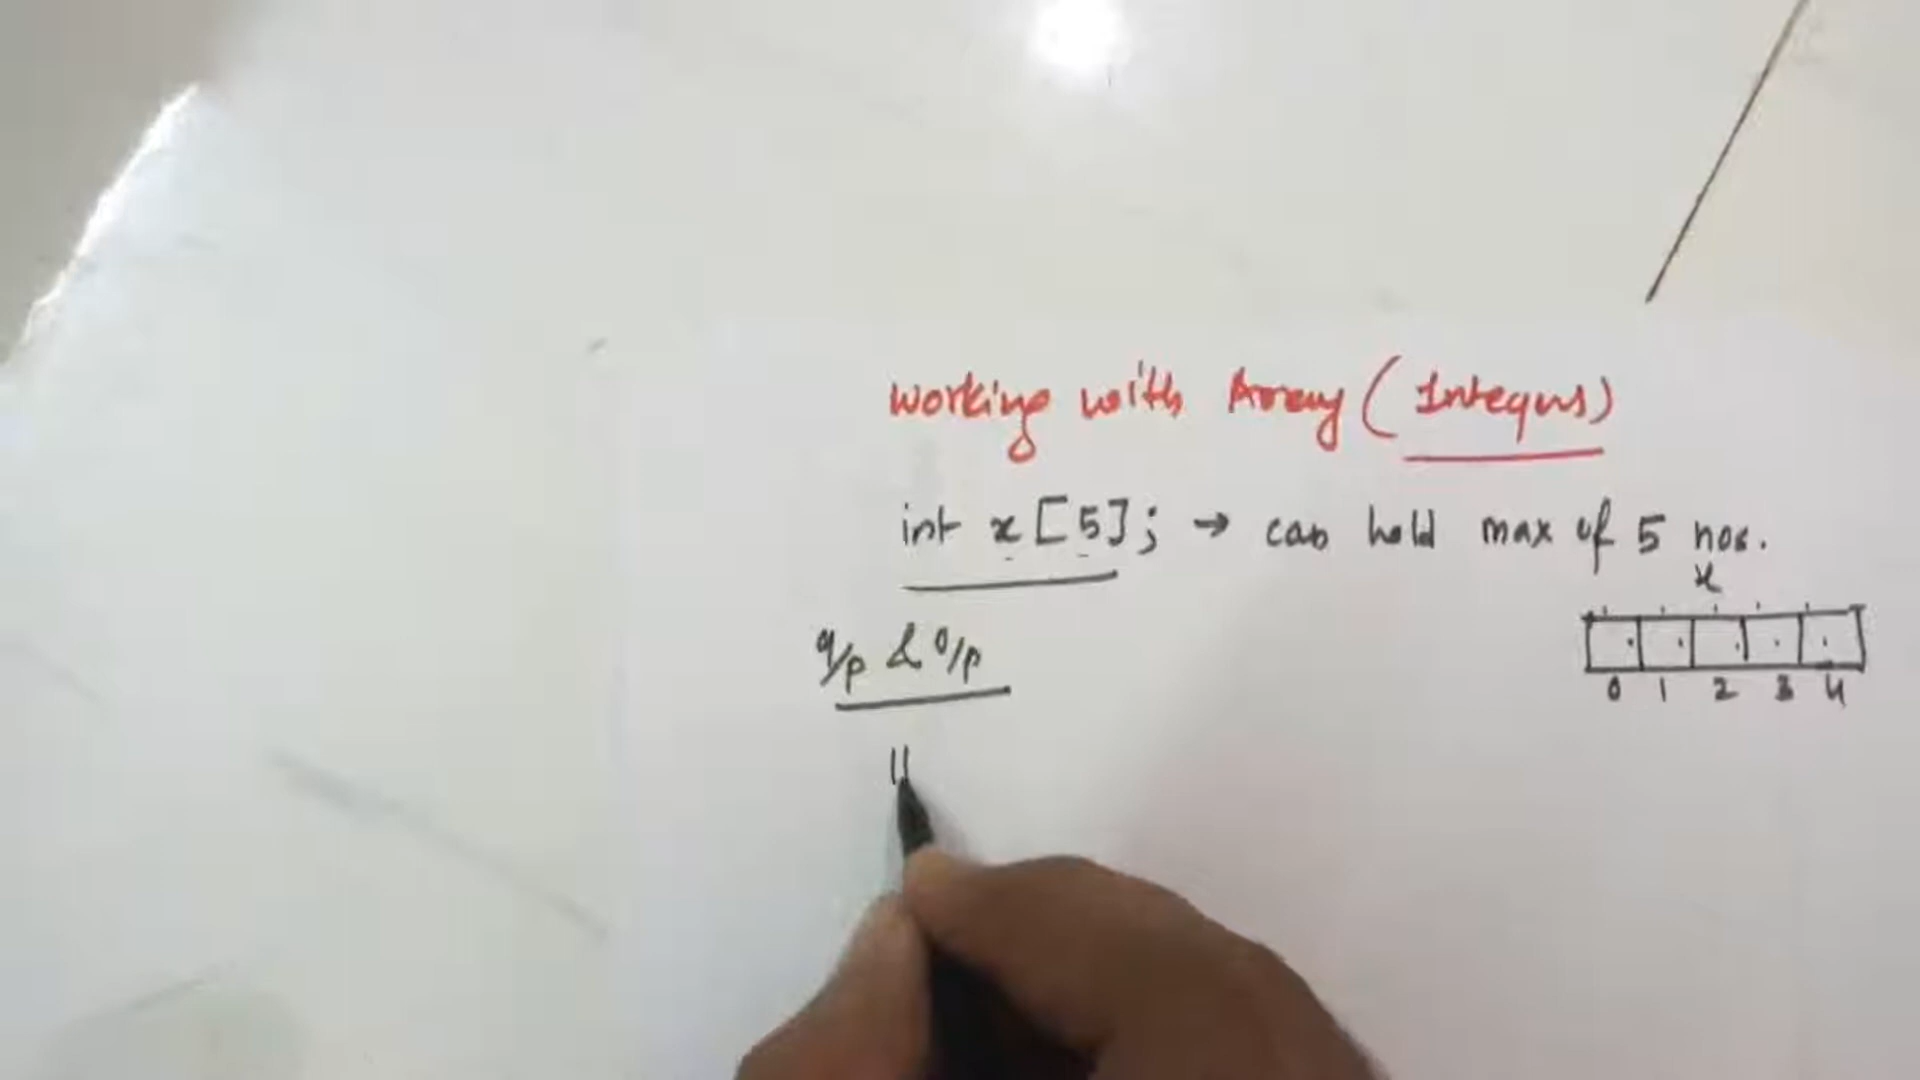 Working with Array (Integers)
int x[5]; → can hold max of 5 nos.
x
I/p & O/p
0 1 2 3 4
//